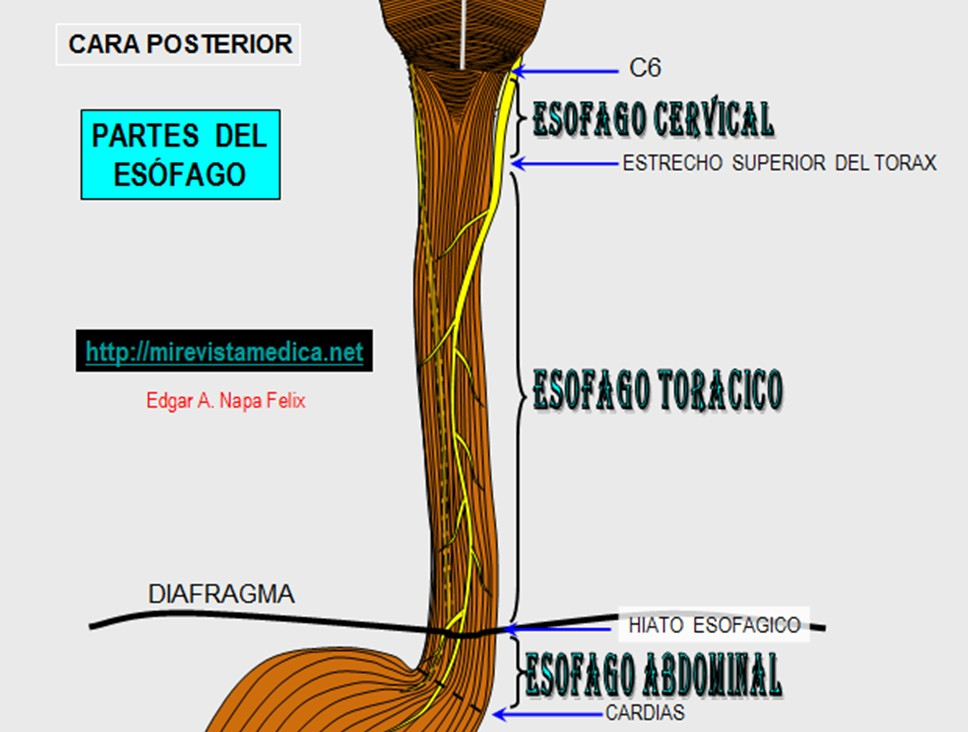 CARA POSTERIOR
C6
ESOFAGO CERVICAL
PARTES DEL
ESÓFAGO
ESTRECHO SUPERIOR DEL TORAX
http://mirevistamedica.net
Edgar A. Napa Felix
ESOFAGO TORACICO
DIAFRAGMA
HIATO ESOFAGICO
ESOFAGO ABDOMINAL
CARDIAS